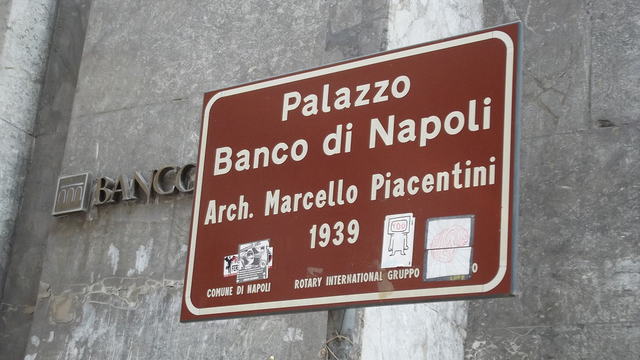 Palazzo
Banco di Napoli
Arch. Marcello Piacentini
1939
COMUNE DI NAPOLI
ROTARY INTERNATIONAL GRUPPO
BANCO